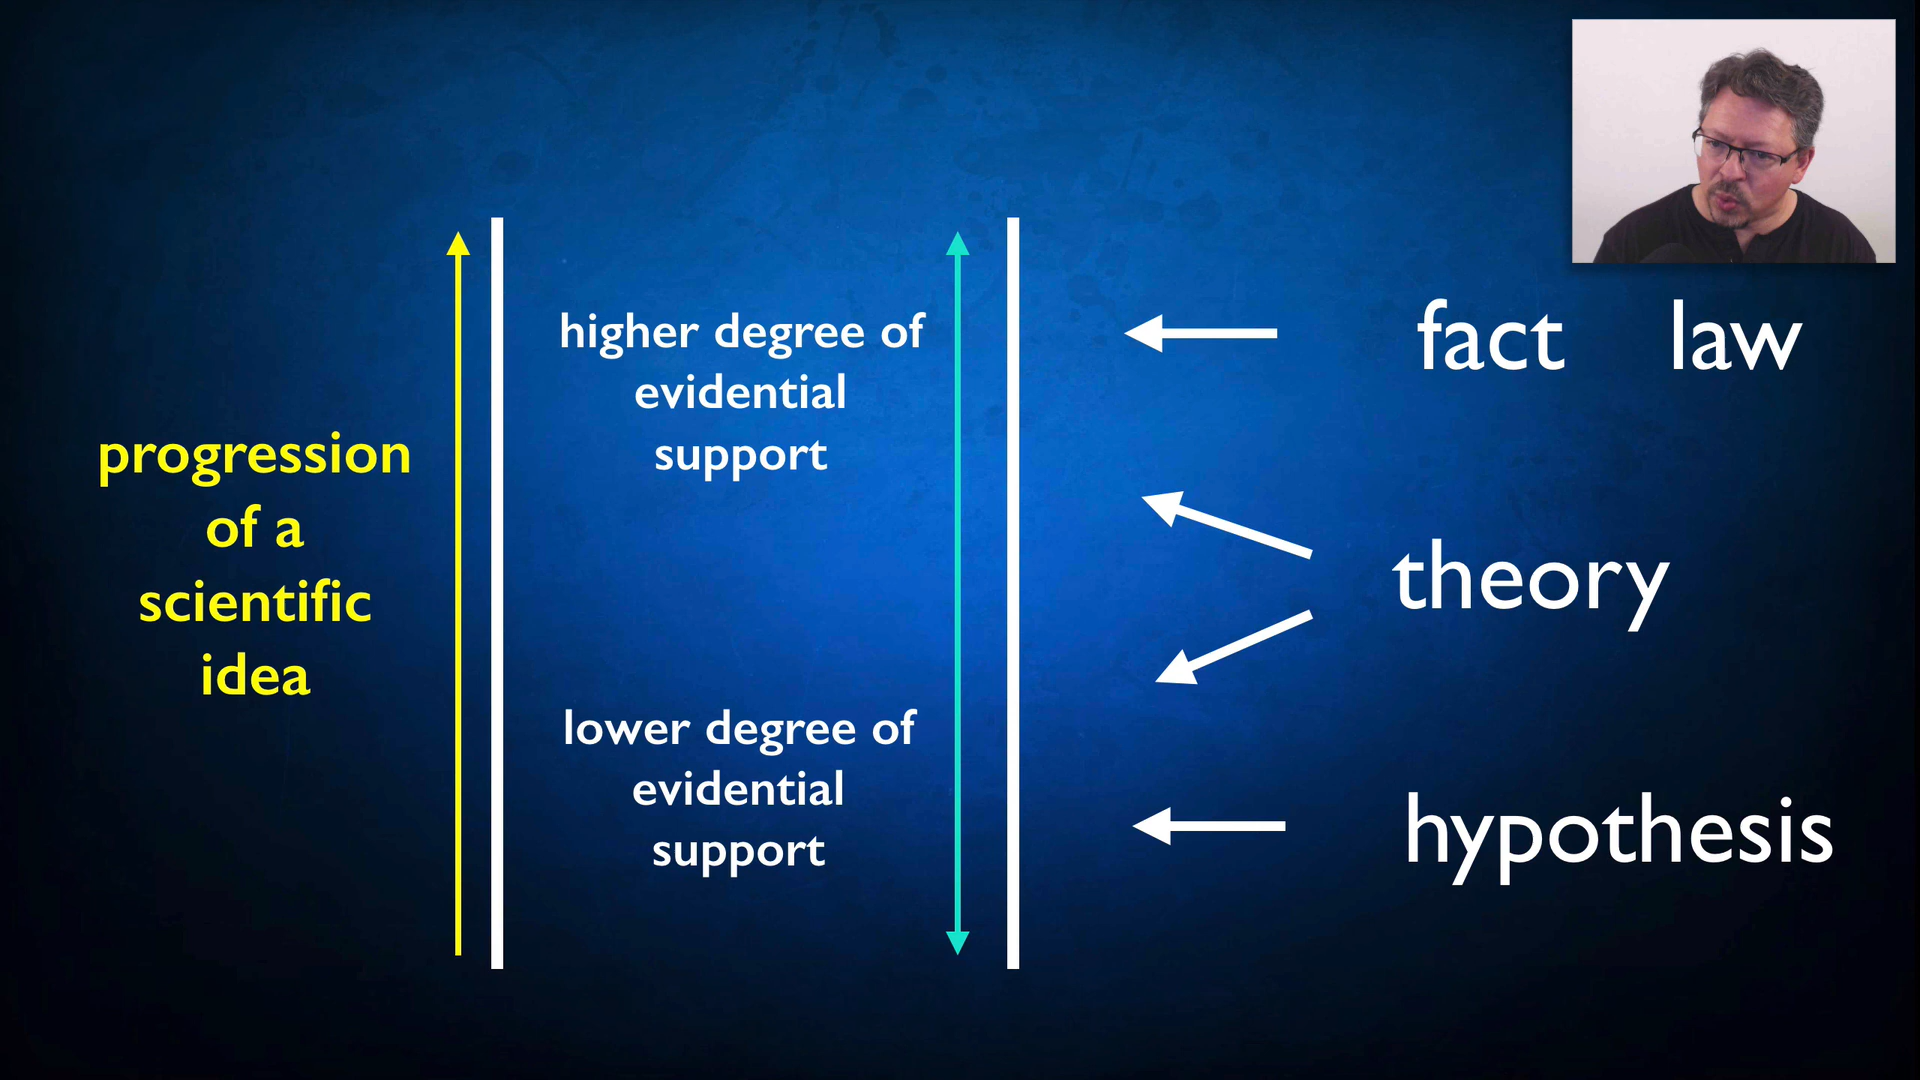 progression
of a
scientific
idea
higher degree of
evidential
support
lower degree of
evidential
support
fact law
theory
hypothesis